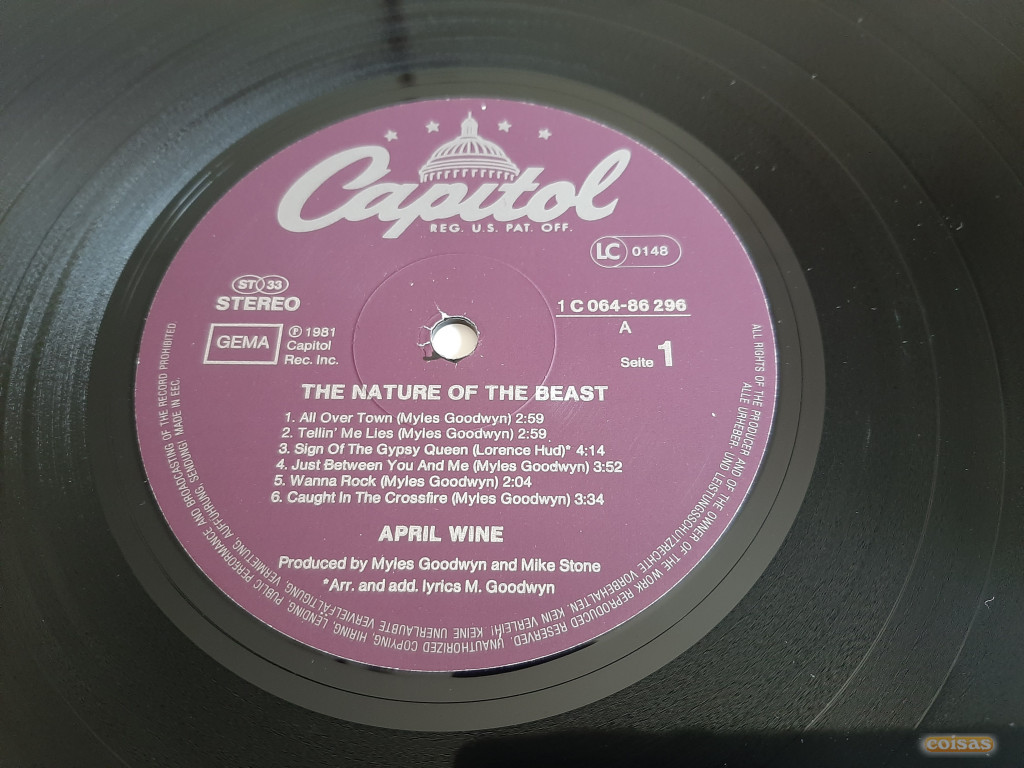 Capitol
REG. U.S. PAT. OFF.
LC 0148
ST 33
STEREO
GEMA
℗ 1981
Capitol
Rec. Inc.
1 C 064-86 296
A
Seite 1
THE NATURE OF THE BEAST
1. All Over Town (Myles Goodwyn) 2:59
2. Tellin' Me Lies (Myles Goodwyn) 2:59
3. Sign Of The Gypsy Queen (Lorence Hud)* 4:14
4. Just Between You And Me (Myles Goodwyn) 3:52
5. Wanna Rock (Myles Goodwyn) 2:04
6. Caught In The Crossfire (Myles Goodwyn) 3:34
APRIL WINE
Produced by Myles Goodwyn and Mike Stone
*Arr. and add. lyrics M. Goodwyn
ALL RIGHTS OF THE PRODUCER AND OF THE OWNER OF THE WORK REPRODUCED RESERVED. UNAUTHORIZED COPYING, HIRING, LENDING, PUBLIC PERFORMANCE AND BROADCASTING OF THE RECORD PROHIBITED
ALLE URHEBER- UND LEISTUNGSSCHUTZRECHTE VORBEHALTEN. KEIN VERLEIH! KEINE UNERLAUBTE VERVIELFÄLTIGUNG, VERMIETUNG, AUFFÜHRUNG, SENDUNG! MADE IN EEC.
coisas